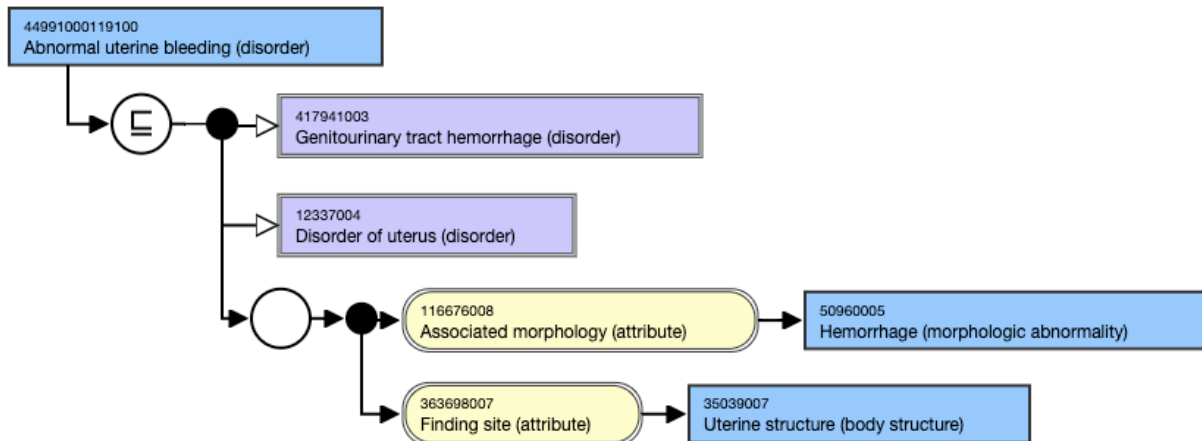 44991000119100
Abnormal uterine bleeding (disorder)
⊑
417941003
Genitourinary tract hemorrhage (disorder)
12337004
Disorder of uterus (disorder)
116676008
Associated morphology (attribute)
50960005
Hemorrhage (morphologic abnormality)
363698007
Finding site (attribute)
35039007
Uterine structure (body structure)